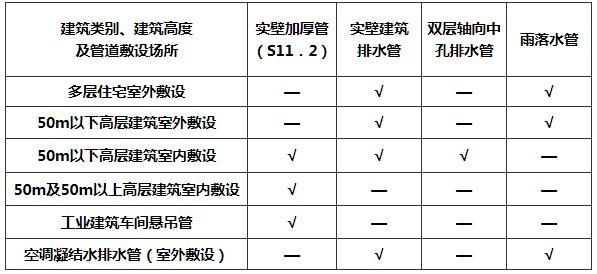 建筑类别、建筑高度
及管道敷设场所
实壁加厚管
（S11．2）
实壁建筑
排水管
双层轴向中
孔排水管
雨落水管
多层住宅室外敷设 — √ — √
50m以下高层建筑室外敷设 — √ — √
50m以下高层建筑室内敷设 √ √ √ —
50m及50m以上高层建筑室内敷设 √ — — —
工业建筑车间悬吊管 √ — — —
空调凝结水排水管（室外敷设） — √ — √